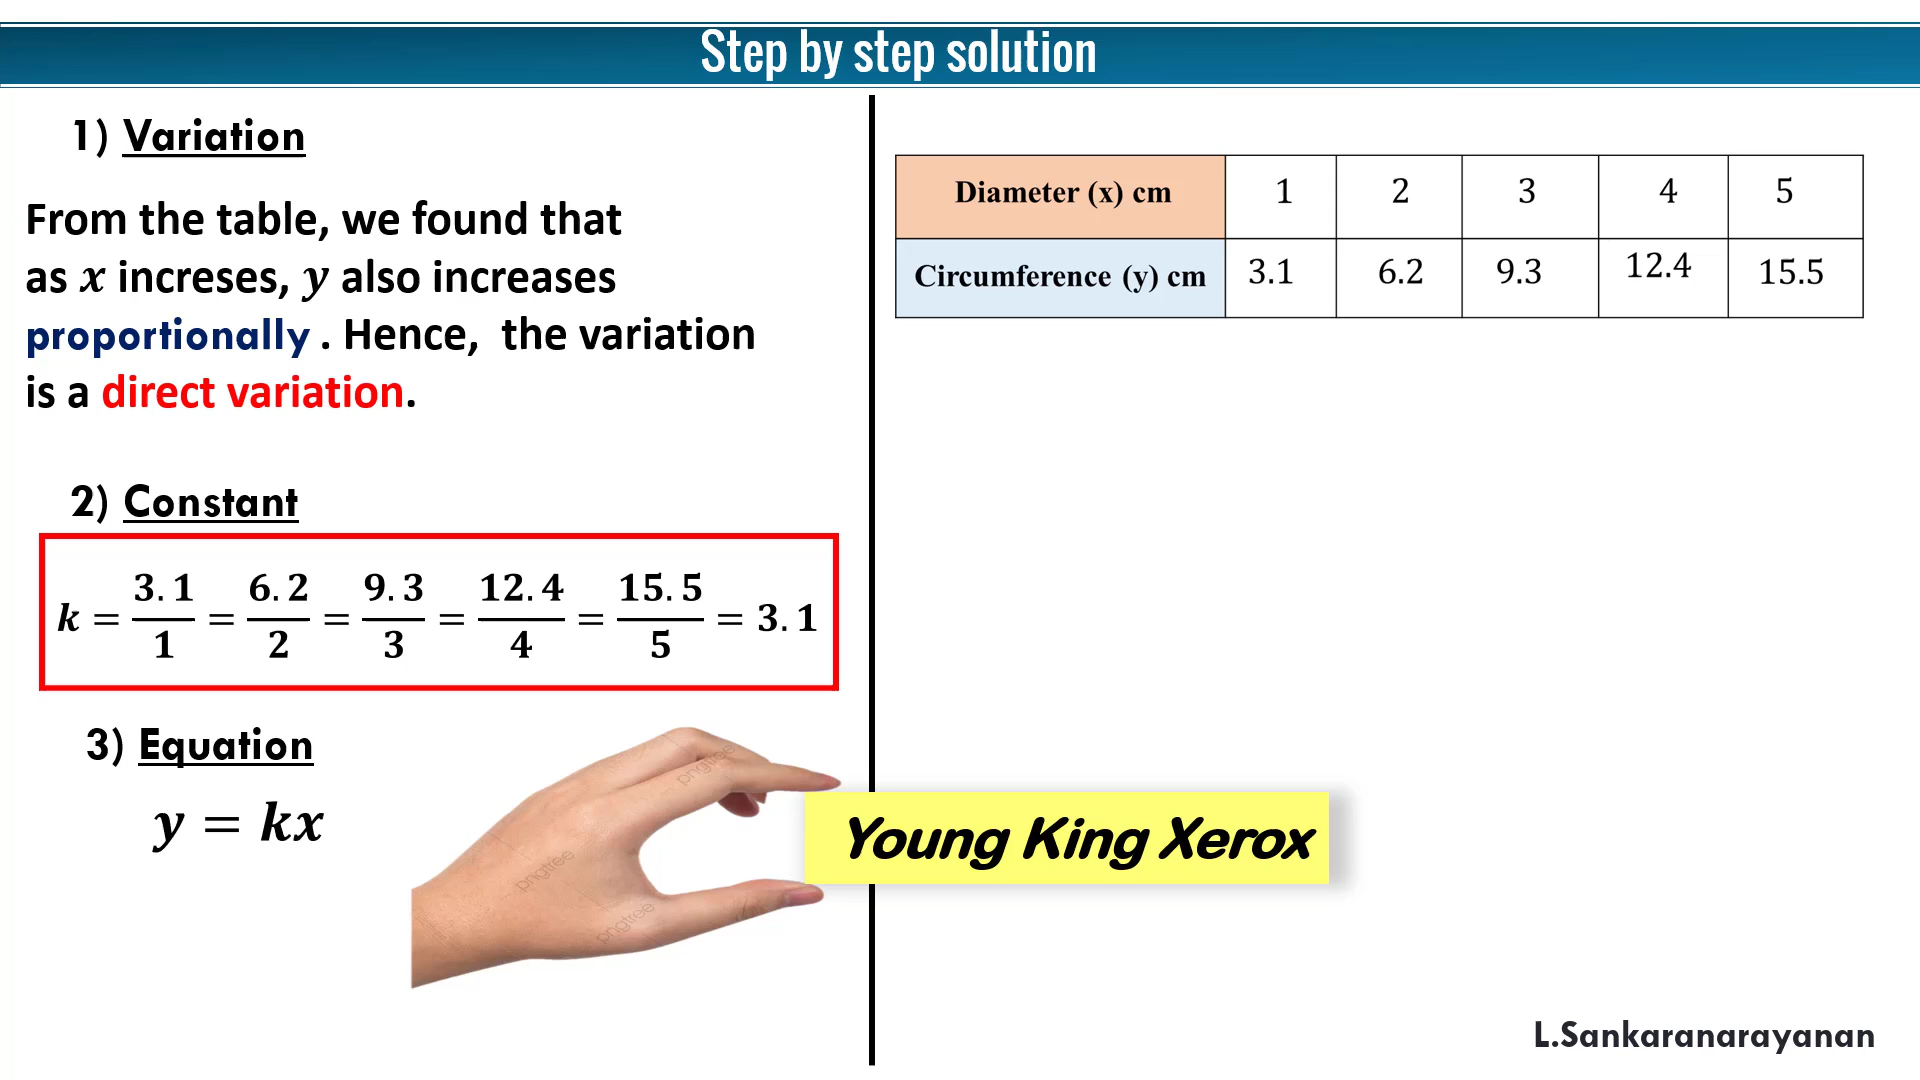 Step by step solution
1) Variation
From the table, we found that
as x increses, y also increases
proportionally . Hence, the variation
is a direct variation.
2) Constant
k = 3.1/1 = 6.2/2 = 9.3/3 = 12.4/4 = 15.5/5 = 3.1
3) Equation
y = kx
Diameter (x) cm 1 2 3 4 5
Circumference (y) cm 3.1 6.2 9.3 12.4 15.5
pngtree
pngtree
pngtree
Young King Xerox
L.Sankaranarayanan